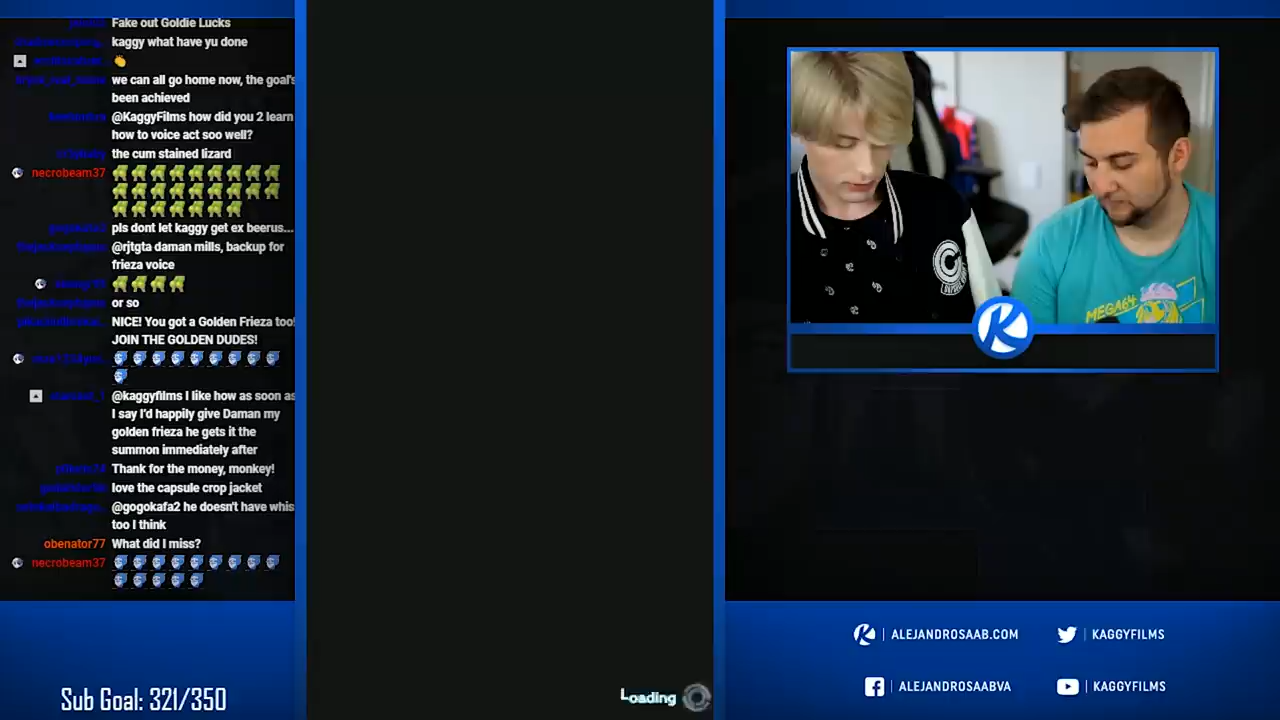 Fake out Goldie Lucks
kaggy what have yu done
we can all go home now, the goal's
been achieved
@KaggyFilms how did you 2 learn
how to voice act soo well?
the cum stained lizard
necrobeam37
pls dont let kaggy get ex beerus...
@rjtgta daman mills, backup for
frieza voice
or so
NICE! You got a Golden Frieza too!
JOIN THE GOLDEN DUDES!
@kaggyfilms I like how as soon as
I say I'd happily give Daman my
golden frieza he gets it the
summon immediately after
Thank for the money, monkey!
love the capsule crop jacket
@gogokafa2 he doesn't have whis
too I think
obenator77 What did I miss?
necrobeam37
Sub Goal: 321/350
Loading
MEGA64
K
K | ALEJANDROSAAB.COM
KAGGYFILMS
ALEJANDROSAABVA
KAGGYFILMS